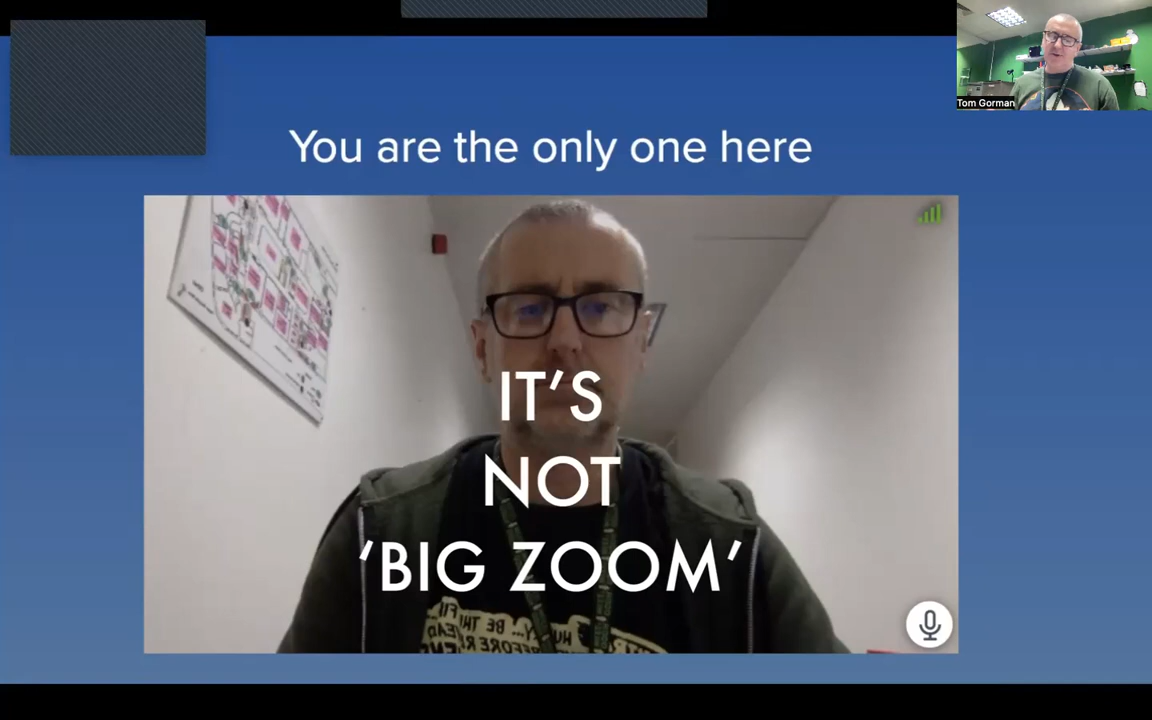 Tom Gorman
You are the only one here
IT'S
NOT
'BIG ZOOM'